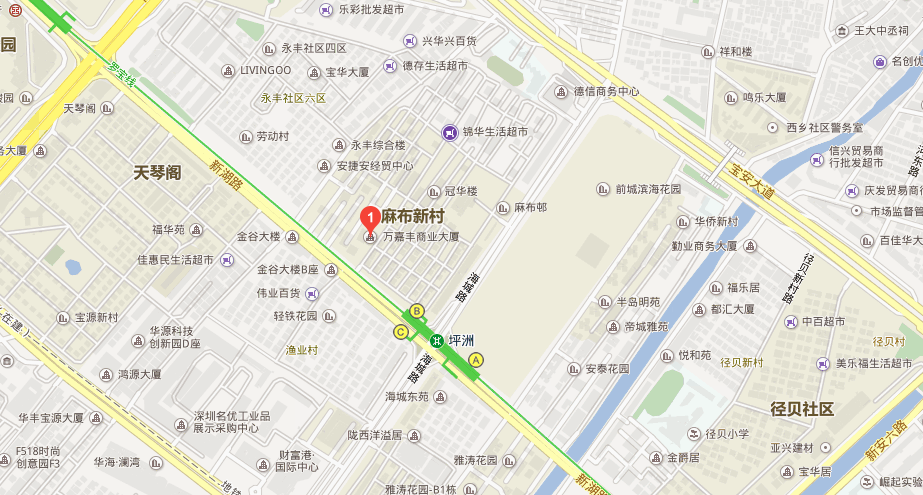 乐彩批发超市
王大中丞祠
兴华兴百货
永丰社区四区
祥和楼
园
名创优
LIVINGOO
宝华大厦
德存生活超市
罗宝线
德信商务中心
鸣乐大厦
永丰社区六区
天琴阁
锦华生活超市
西乡社区警务室
劳动村
永丰综合楼
务大厦
信兴贸易商
行批发超市
安捷安经贸中心
天琴阁
新湖路
宝安大道
冠华楼
前城滨海花园
庆发贸易商行
麻布邨
1
麻布新村
市场监督管
福华苑
金谷大楼
万嘉丰商业大厦
华侨新村
百佳华大
勤业商务大厦
佳惠民生活超市
金谷大楼B座
海城路
径贝新村路
福乐居
伟业百货
半岛明苑
都汇大厦
宝源新村
轻铁花园
B
中百超市
帝城雅苑
华源科技
创新园D座
C
坪洲
径贝村
渔业村
A
悦和苑
径贝新村
美乐福生活超市
海城路
安泰花园
鸿源大厦
海城东苑
径贝社区
华丰宝源大厦
深圳名优工业品
展示采购中心
陇西洋溢居
径贝小学
新安六路
F518时尚
创意园F3
财富港·
国际中心
亚兴建材
华海·澜湾
雅涛花园
金爵居
华宝居
新湖路
雅涛花园-B1栋
崛起实验